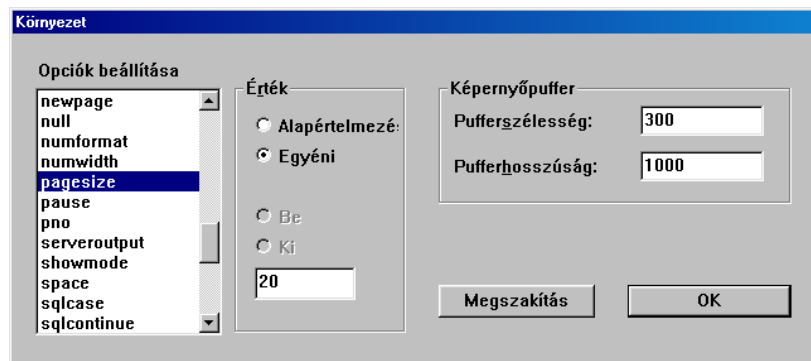 Környezet
Opciók beállítása
newpage
null
numformat
numwidth
pagesize
pause
pno
serveroutput
showmode
space
sqlcase
sqlcontinue
Érték
Alapértelmezé
Egyéni
Be
Ki
20
Képernyőpuffer
Pufferszélesség: 300
Pufferhosszúság: 1000
Megszakítás OK